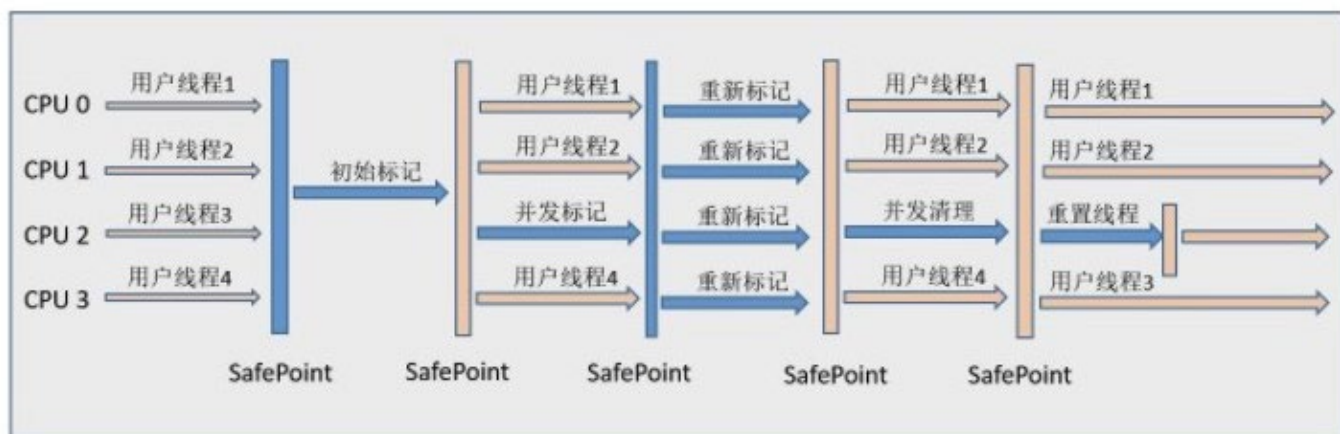 用户线程1 用户线程1 重新标记 用户线程1 用户线程1
CPU 0
用户线程2 用户线程2 重新标记 用户线程2 用户线程2
CPU 1
初始标记
用户线程3 并发标记 重新标记 并发清理 重置线程
CPU 2
用户线程4 用户线程4 重新标记 用户线程4 用户线程3
CPU 3
SafePoint SafePoint SafePoint SafePoint SafePoint